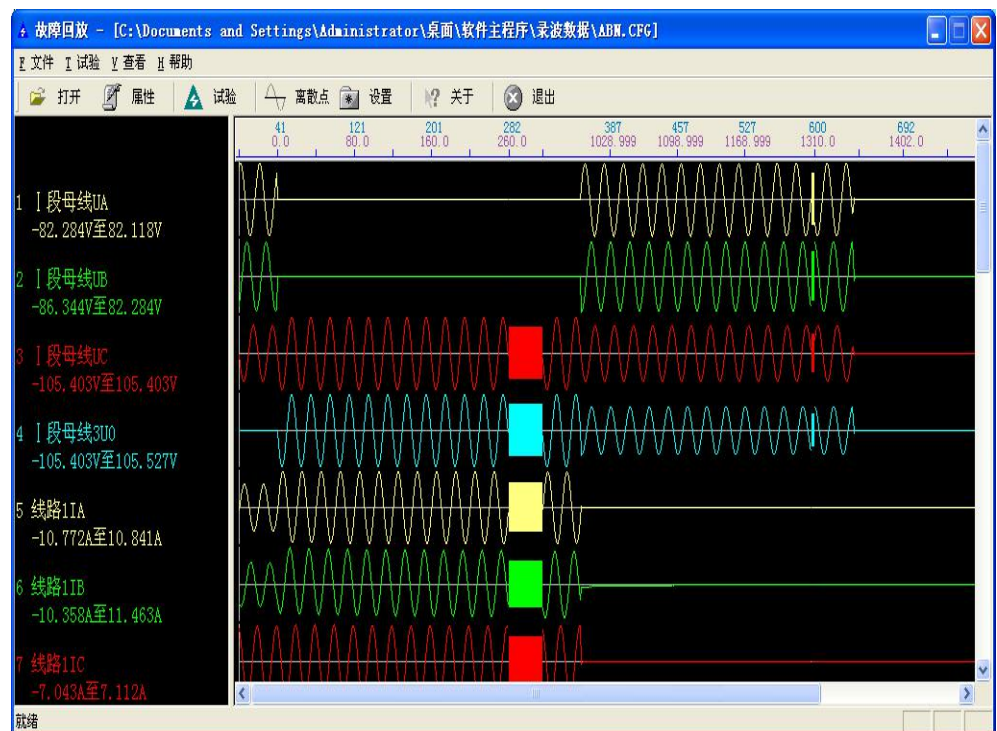 故障回放 - [C:\Documents and Settings\Administrator\桌面\软件主程序\录波数据\ABN.CFG]
F 文件 T 试验 V 查看 H 帮助
打开 属性 试验 离散点 设置 关于 退出
41 121 201 282 387 457 527 600 692
0.0 80.0 160.0 260.0 1028.999 1098.999 1168.999 1310.0 1402.0
1 Ⅰ段母线UA
-82.284V至82.118V
2 Ⅰ段母线UB
-86.344V至82.284V
3 Ⅰ段母线UC
-105.403V至105.403V
4 Ⅰ段母线3U0
-105.403V至105.527V
5 线路1IA
-10.772A至10.841A
6 线路1IB
-10.358A至11.463A
7 线路1IC
-7.043A至7.112A
就绪